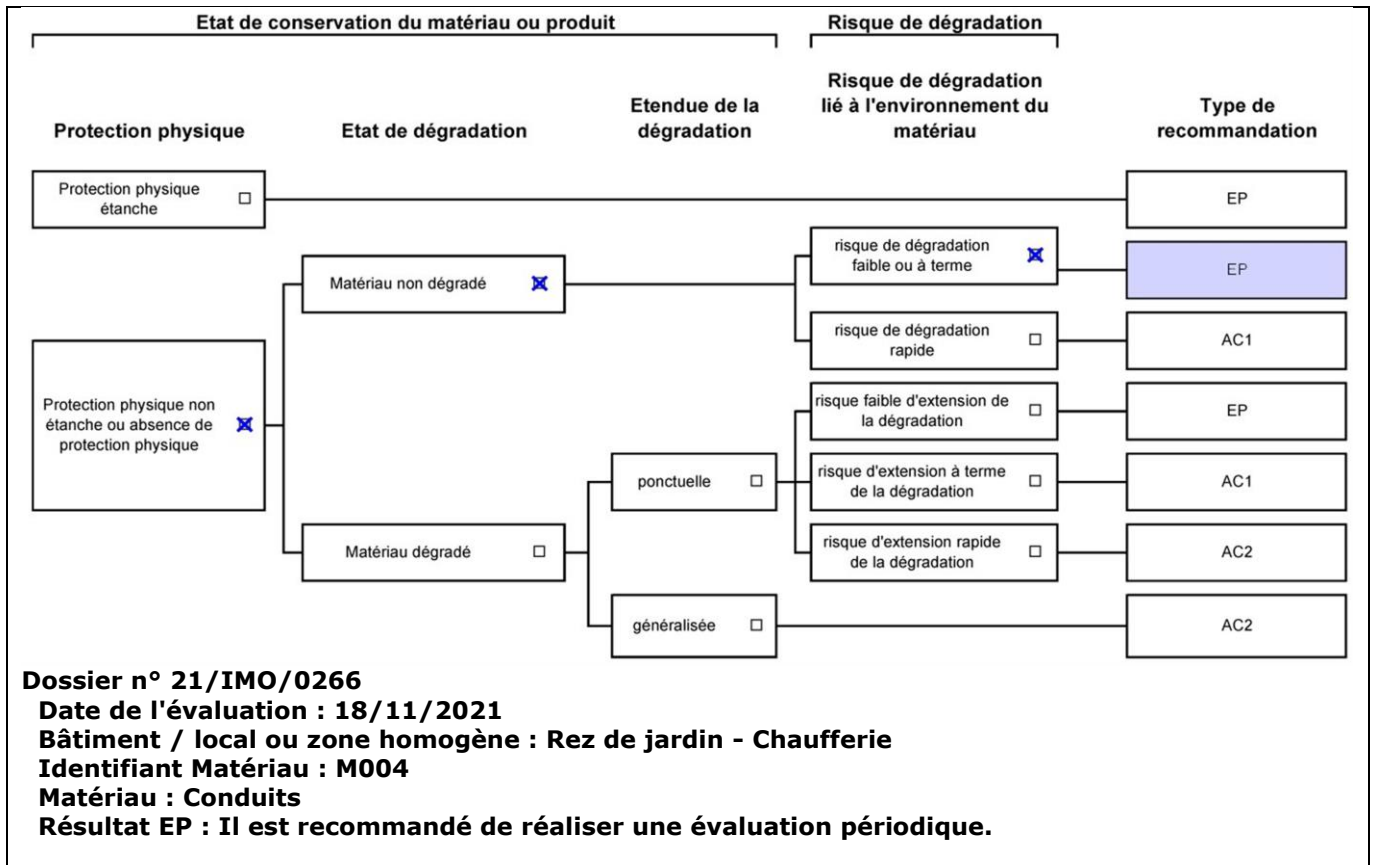 Etat de conservation du matériau ou produit
Risque de dégradation
Protection physique
Etat de dégradation
Etendue de la
dégradation
Risque de dégradation
lié à l'environnement du
matériau
Type de
recommandation
Protection physique
étanche
EP
risque de dégradation
faible ou à terme
EP
Matériau non dégradé
risque de dégradation
rapide
AC1
Protection physique non
étanche ou absence de
protection physique
risque faible d'extension de
la dégradation
EP
ponctuelle
risque d'extension à terme
de la dégradation
AC1
Matériau dégradé
risque d'extension rapide
de la dégradation
AC2
généralisée
AC2
Dossier n° 21/IMO/0266
Date de l'évaluation : 18/11/2021
Bâtiment / local ou zone homogène : Rez de jardin - Chaufferie
Identifiant Matériau : M004
Matériau : Conduits
Résultat EP : Il est recommandé de réaliser une évaluation périodique.